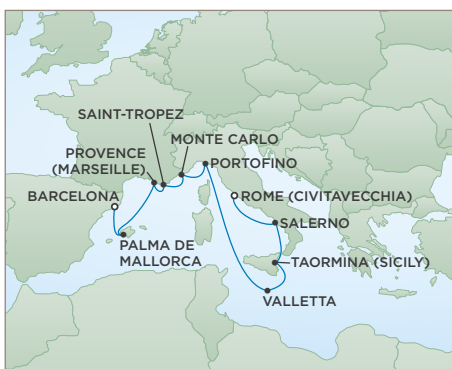 SAINT-TROPEZ
MONTE CARLO
PROVENCE
(MARSEILLE)
PORTOFINO
BARCELONA
ROME (CIVITAVECCHIA)
SALERNO
PALMA DE
MALLORCA
TAORMINA (SICILY)
VALLETTA